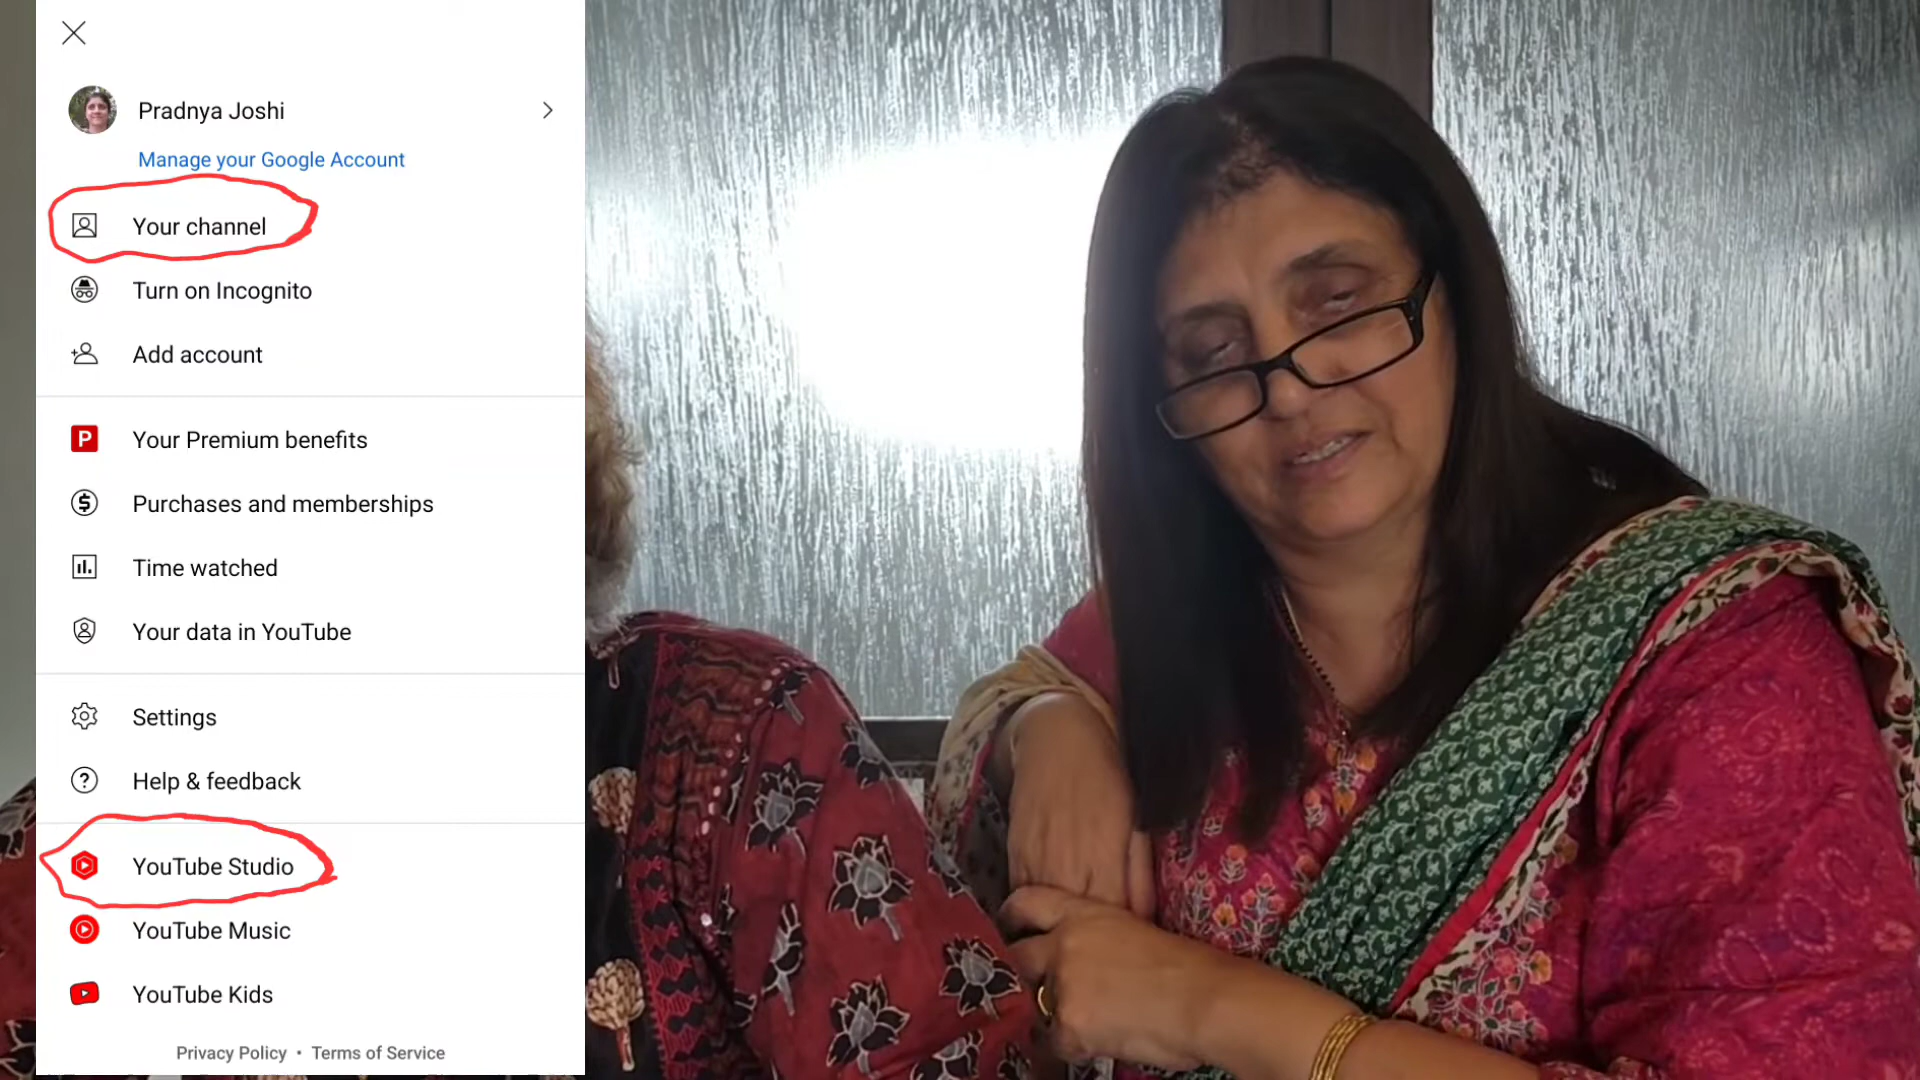 Pradnya Joshi
Manage your Google Account
Your channel
Turn on Incognito
Add account
P Your Premium benefits
$ Purchases and memberships
Time watched
Your data in YouTube
Settings
? Help & feedback
YouTube Studio
YouTube Music
YouTube Kids
Privacy Policy • Terms of Service